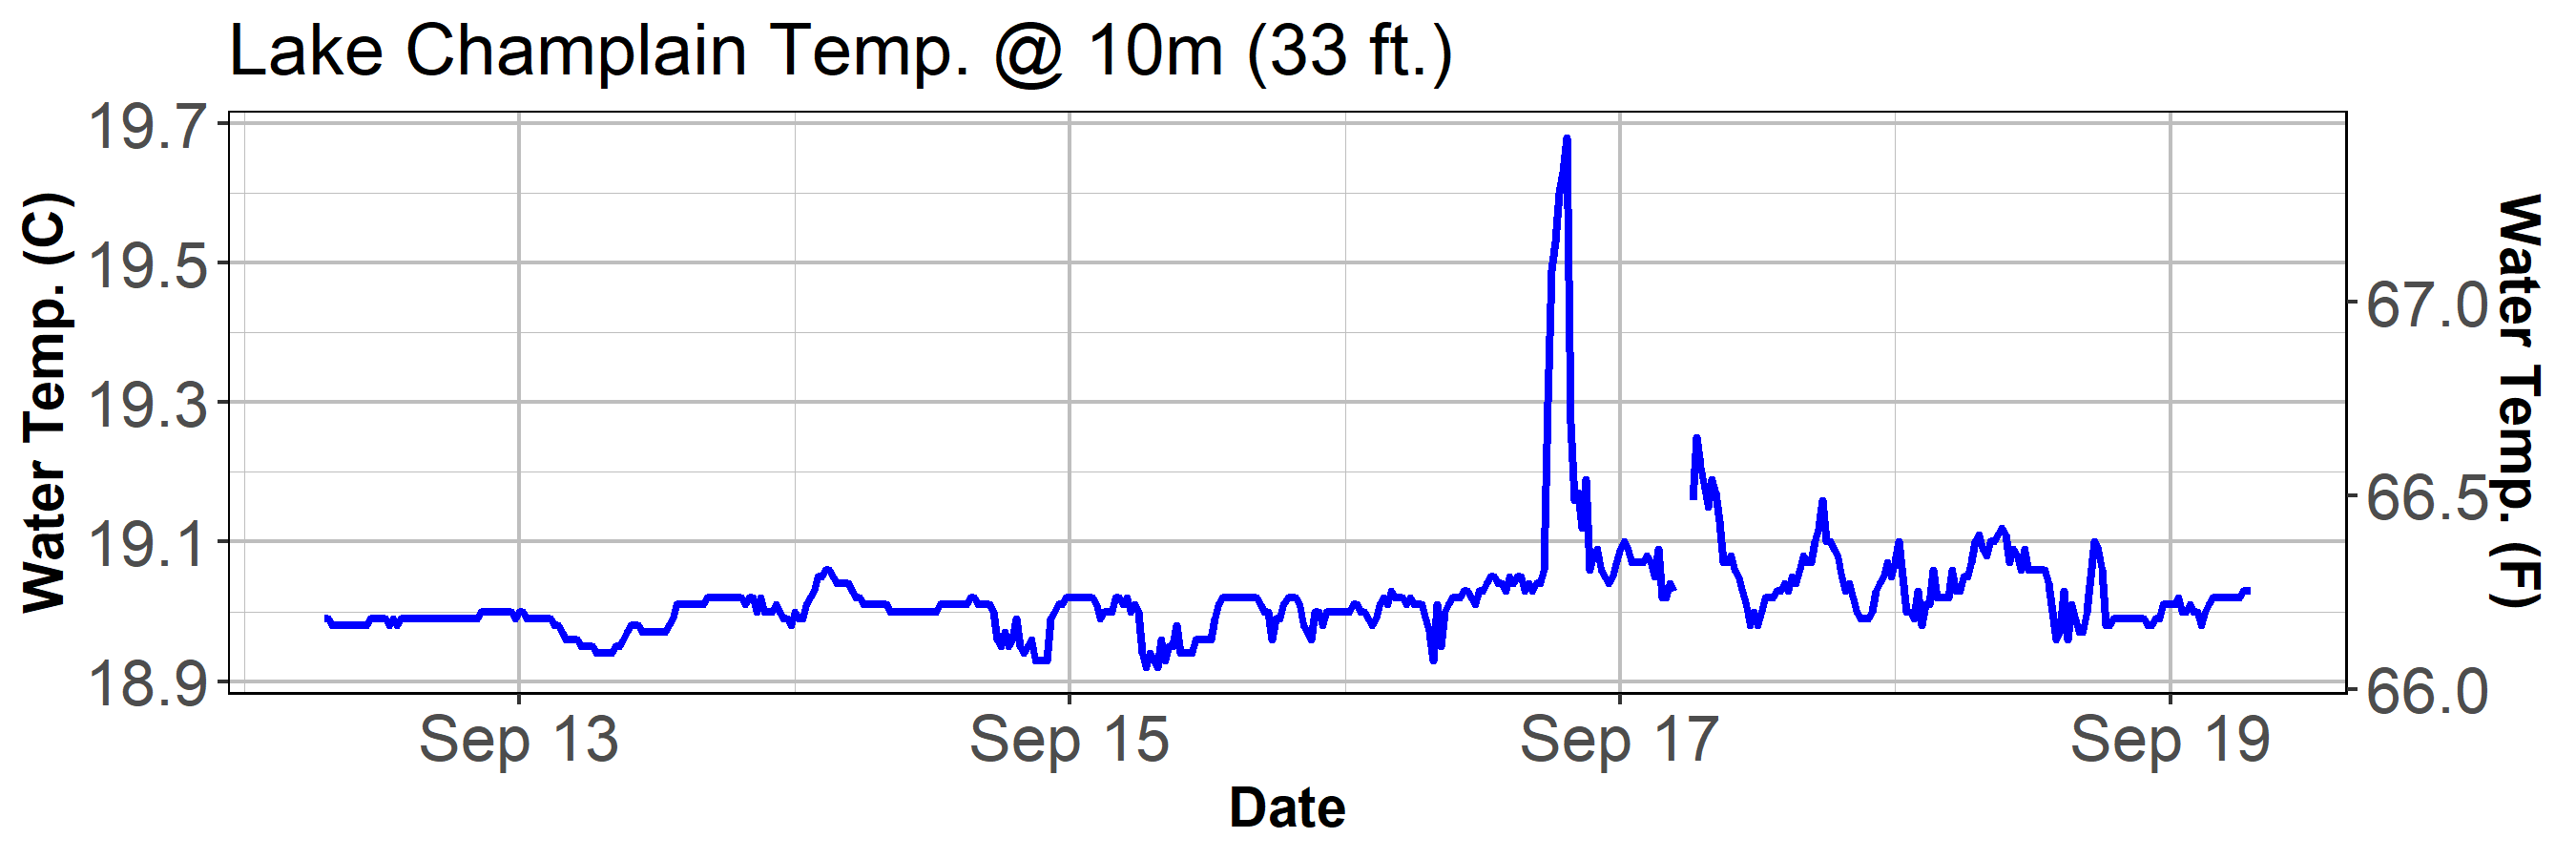 Lake Champlain Temp. @ 10m (33 ft.)
Water Temp. (C)
19.7
19.5
19.3
19.1
18.9
67.0
66.5
66.0
Water Temp. (F)
Sep 13
Sep 15
Sep 17
Sep 19
Date